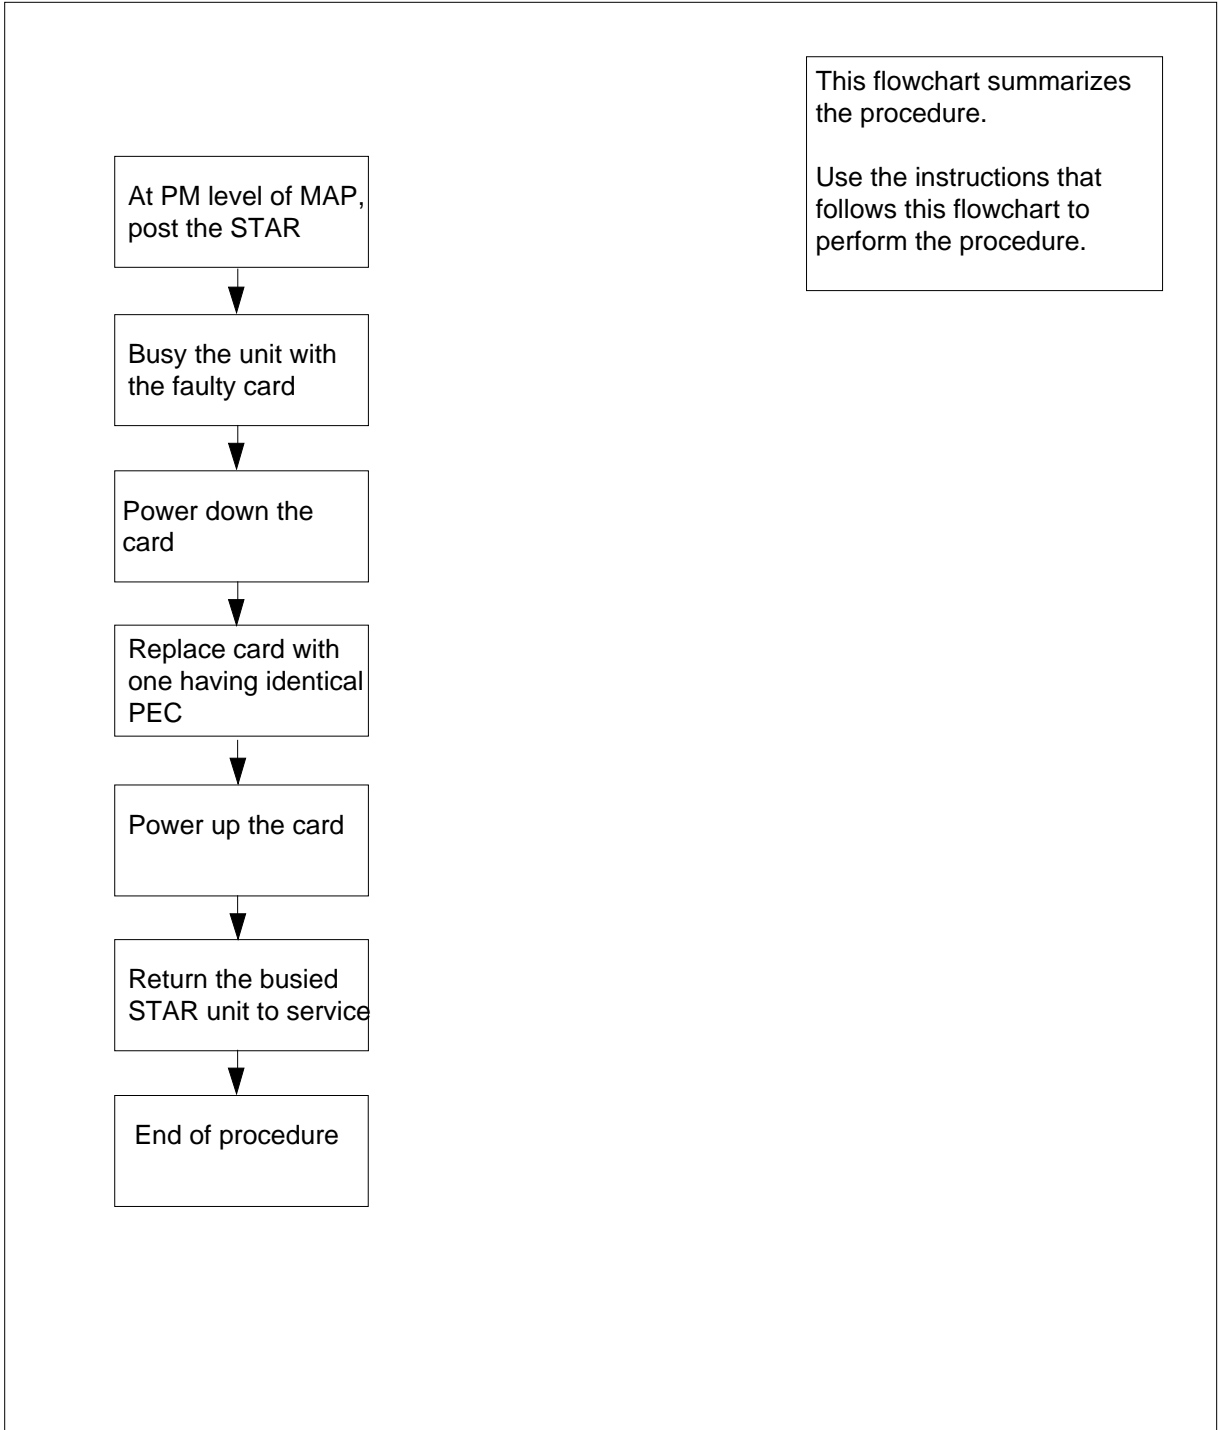 This flowchart summarizes
the procedure.
Use the instructions that
follows this flowchart to
perform the procedure.
At PM level of MAP,
post the STAR
Busy the unit with
the faulty card
Power down the
card
Replace card with
one having identical
PEC
Power up the card
Return the busied
STAR unit to service
End of procedure